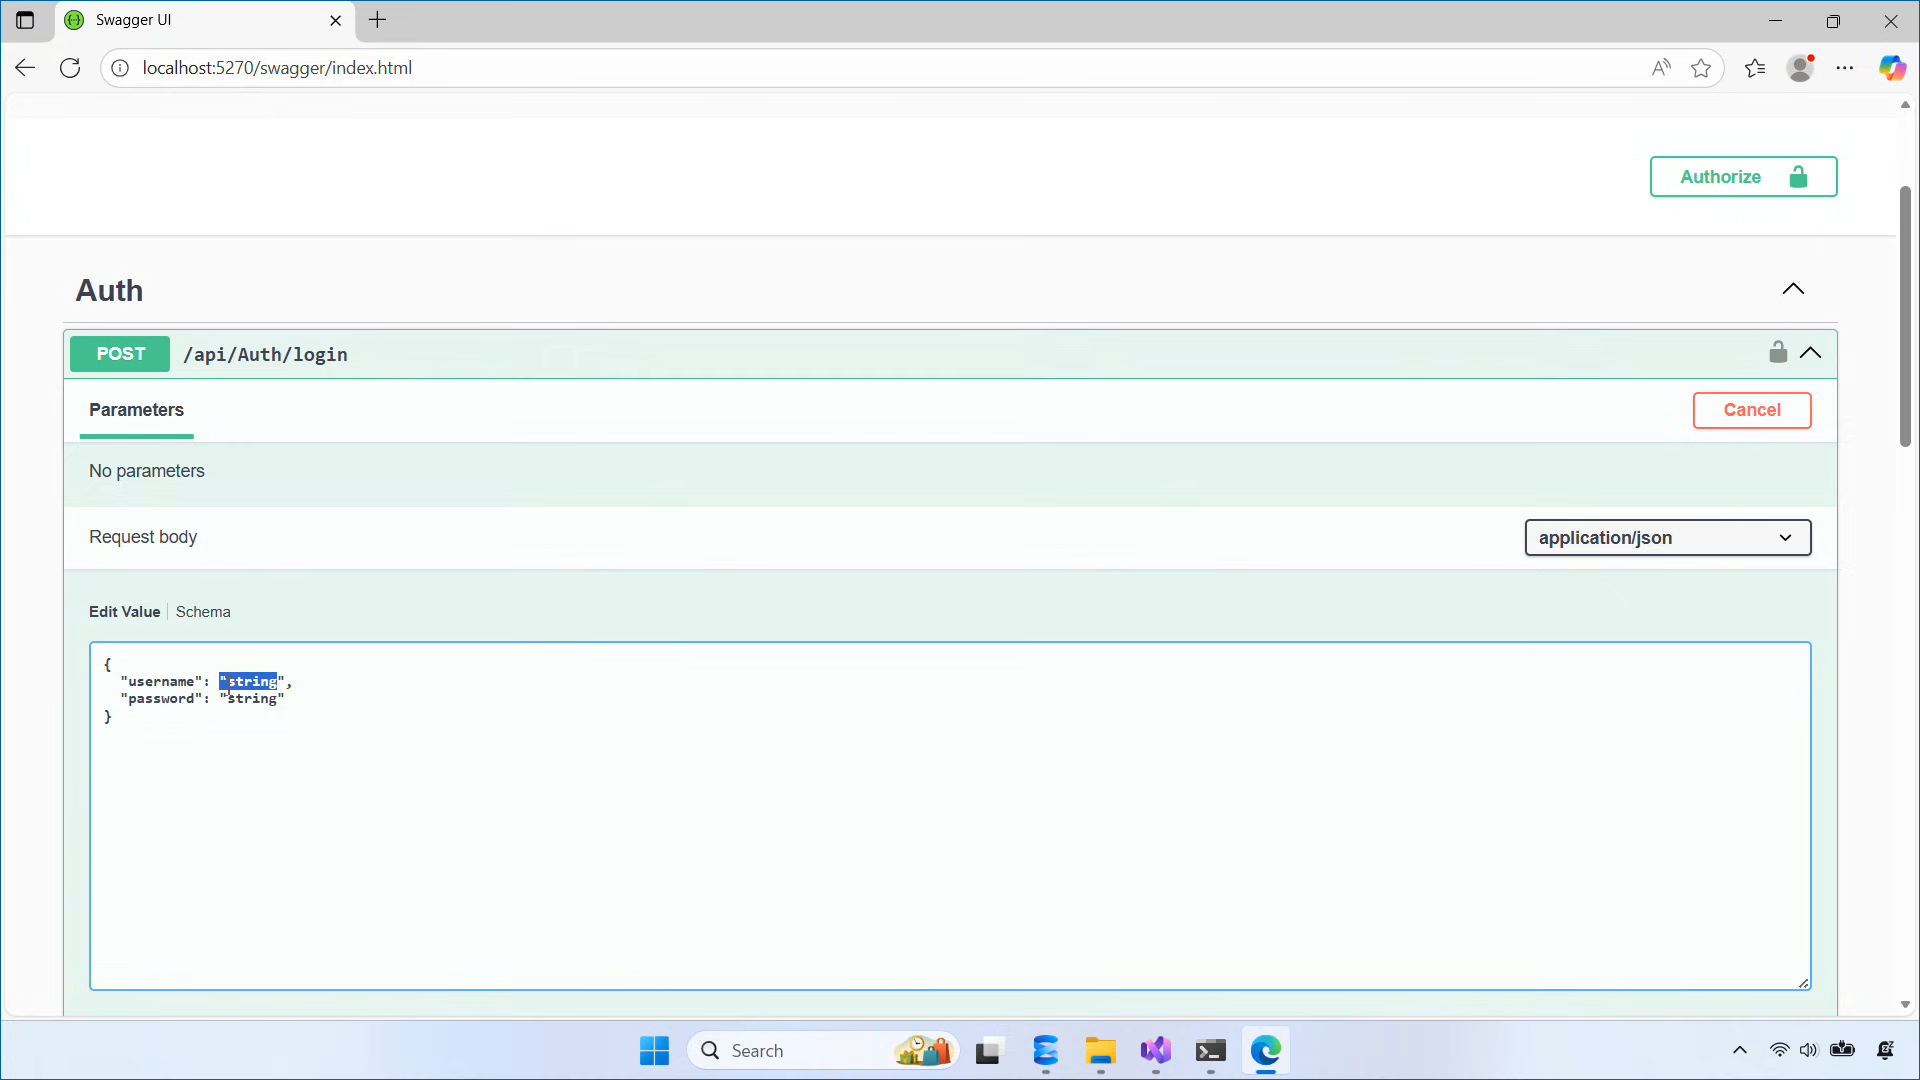 Swagger UI
localhost:5270/swagger/index.html
Authorize
Auth
POST /api/Auth/login
Parameters
Cancel
No parameters
Request body
application/json
Edit Value Schema
{
"username": "string",
"password": "string"
}
Search